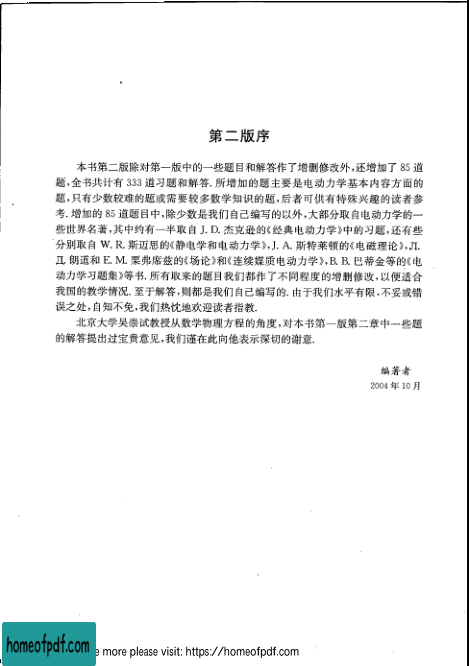 第二版序
本书第二版除对第一版中的一些题目和解答作了增删修改外,还增加了 85 道
题,全书共计有 333 道习题和解答. 所增加的题主要是电动力学基本内容方面的
题,只有少数较难的题或需要较多数学知识的题,后者可供有特殊兴趣的读者参
考. 增加的 85 道题目中,除少数是我们自己编写的以外,大部分取自电动力学的一
些世界名著,其中约有一半取自 J. D. 杰克逊的《经典电动力学》中的习题,还有些
分别取自 W. R. 斯迈思的《静电学和电动力学》,J. A. 斯特莱顿的《电磁理论》,Л.
Д. 朗道和 E. M. 栗弗席兹的《场论》和《连续媒质电动力学》,B. B. 巴蒂金等的《电
动力学习题集》等书. 所有取来的题目我们都作了不同程度的增删修改,以便适合
我国的教学情况. 至于解答,则都是我们自己编写的. 由于我们水平有限,不妥或错
误之处,自知不免,我们热忱地欢迎读者指教.
北京大学吴崇试教授从数学物理方程的角度,对本书第一版第二章中一些题
的解答提出过宝贵意见,我们谨在此向他表示深切的谢意.
编著者
2004 年 10 月
homeofpdf.com
e more please visit: https://homeofpdf.com